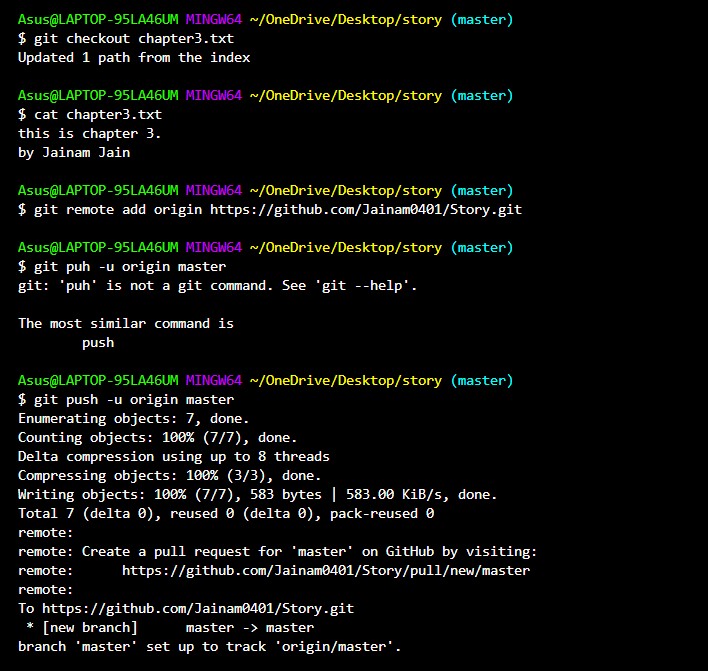 Asus@LAPTOP-95LA46UM MINGW64 ~/OneDrive/Desktop/story (master)
$ git checkout chapter3.txt
Updated 1 path from the index
Asus@LAPTOP-95LA46UM MINGW64 ~/OneDrive/Desktop/story (master)
$ cat chapter3.txt
this is chapter 3.
by Jainam Jain
Asus@LAPTOP-95LA46UM MINGW64 ~/OneDrive/Desktop/story (master)
$ git remote add origin https://github.com/Jainam0401/Story.git
Asus@LAPTOP-95LA46UM MINGW64 ~/OneDrive/Desktop/story (master)
$ git puh -u origin master
git: 'puh' is not a git command. See 'git --help'.
The most similar command is
push
Asus@LAPTOP-95LA46UM MINGW64 ~/OneDrive/Desktop/story (master)
$ git push -u origin master
Enumerating objects: 7, done.
Counting objects: 100% (7/7), done.
Delta compression using up to 8 threads
Compressing objects: 100% (3/3), done.
Writing objects: 100% (7/7), 583 bytes | 583.00 KiB/s, done.
Total 7 (delta 0), reused 0 (delta 0), pack-reused 0
remote:
remote: Create a pull request for 'master' on GitHub by visiting:
remote:      https://github.com/Jainam0401/Story/pull/new/master
remote:
To https://github.com/Jainam0401/Story.git
 * [new branch]      master -> master
branch 'master' set up to track 'origin/master'.